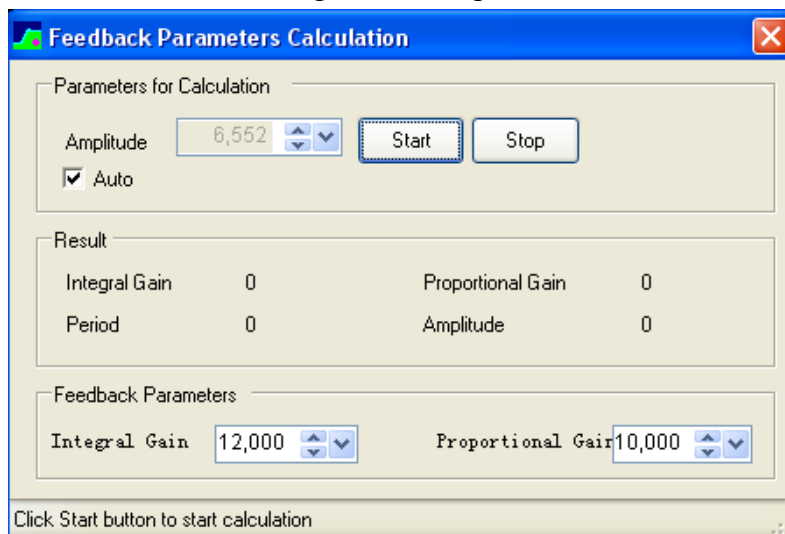 Feedback Parameters Calculation
Parameters for Calculation
Amplitude 6,552 Start Stop
Auto
Result
Integral Gain 0 Proportional Gain 0
Period 0 Amplitude 0
Feedback Parameters
Integral Gain 12,000 Proportional Gain 10,000
Click Start button to start calculation